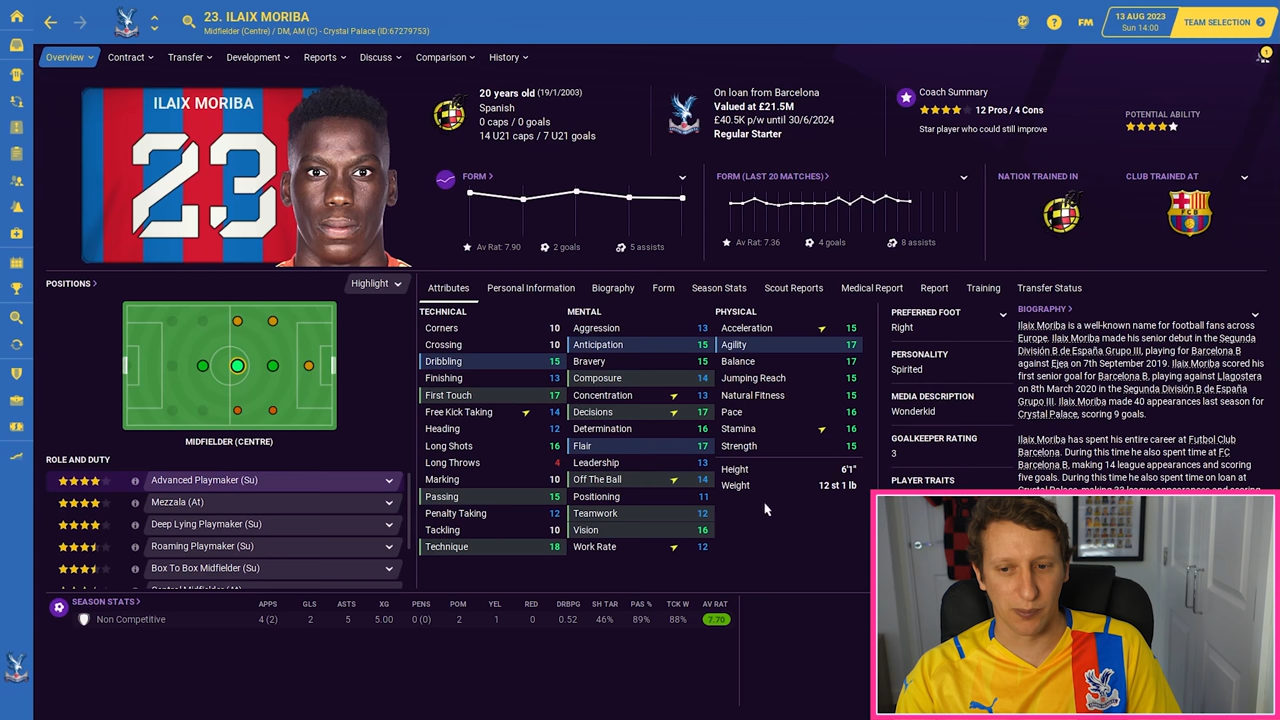 23. ILAIX MORIBA
Midfielder (Centre) / DM, AM (C) - Crystal Palace (ID:67279753)
FM
13 AUG 2023
Sun 14:00
TEAM SELECTION
Overview
Contract
Transfer
Development
Reports
Discuss
Comparison
History
1
ILAIX MORIBA
23
20 years old (19/1/2003)
Spanish
0 caps / 0 goals
14 U21 caps / 7 U21 goals
On loan from Barcelona
Valued at £21.5M
£40.5K p/w until 30/6/2024
Regular Starter
Coach Summary
12 Pros / 4 Cons
Star player who could still improve
POTENTIAL ABILITY
FORM >
Av Rat: 7.90
2 goals
5 assists
FORM (LAST 20 MATCHES)>
Av Rat: 7.36
4 goals
8 assists
NATION TRAINED IN
CLUB TRAINED AT
FCB
POSITIONS >
Highlight
MIDFIELDER (CENTRE)
ROLE AND DUTY
Advanced Playmaker (Su)
Mezzala (At)
Deep Lying Playmaker (Su)
Roaming Playmaker (Su)
Box To Box Midfielder (Su)
Attributes
Personal Information
Biography
Form
Season Stats
Scout Reports
Medical Report
Report
Training
Transfer Status
TECHNICAL
Corners 10
Crossing 10
Dribbling 15
Finishing 13
First Touch 17
Free Kick Taking 14
Heading 12
Long Shots 16
Long Throws 4
Marking 10
Passing 15
Penalty Taking 12
Tackling 10
Technique 18
MENTAL
Aggression 13
Anticipation 15
Bravery 15
Composure 14
Concentration 13
Decisions 17
Determination 16
Flair 17
Leadership 13
Off The Ball 14
Positioning 11
Teamwork 12
Vision 16
Work Rate 12
PHYSICAL
Acceleration 15
Agility 17
Balance 17
Jumping Reach 15
Natural Fitness 15
Pace 16
Stamina 16
Strength 15
Height 6'1"
Weight 12 st 1 lb
PREFERRED FOOT
Right
PERSONALITY
Spirited
MEDIA DESCRIPTION
Wonderkid
GOALKEEPER RATING
3
PLAYER TRAITS
BIOGRAPHY >
Ilaix Moriba is a well-known name for football fans across
Europe. Ilaix Moriba made his senior debut in the Segunda
División B de España Grupo III, playing for Barcelona B
against Ejea on 7th September 2019. Ilaix Moriba scored his
first senior goal for Barcelona B, playing against Llagostera
on 8th March 2020 in the Segunda División B de España
Grupo III. Ilaix Moriba made 40 appearances last season for
Crystal Palace, scoring 9 goals.
Ilaix Moriba has spent his entire career at Futbol Club
Barcelona. During this time he also spent time at FC
Barcelona B, making 14 league appearances and scoring
five goals. During this time he also spent time on loan at
SEASON STATS >
APPS GLS ASTS XG PENS POM YEL RED DRBPG SH TAR PAS % TCK W AV RAT
Non Competitive 4 (2) 2 5 5.00 0 (0) 2 1 0 0.52 46% 89% 88% 7.70